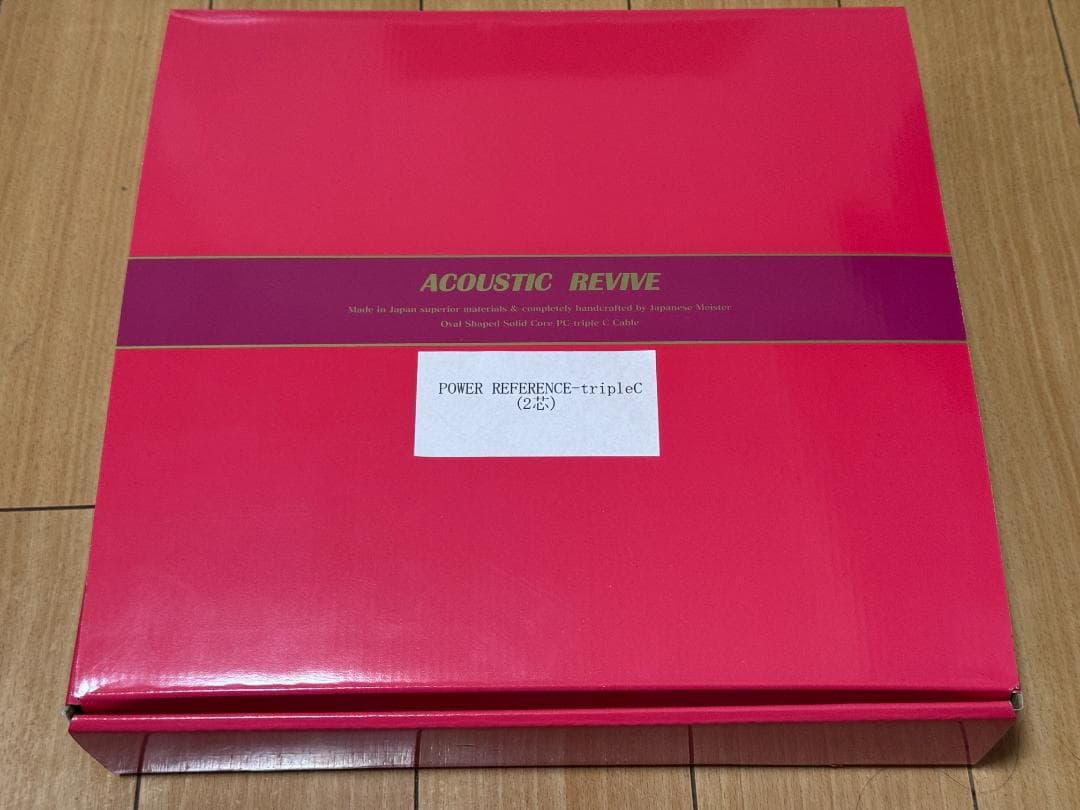 ACOUSTIC REVIVE
Made in Japan superior materials & completely handcrafted by Japanese Meister
Oval Shaped Solid Core PC-triple C Cable
POWER REFERENCE-tripleC
(2芯)